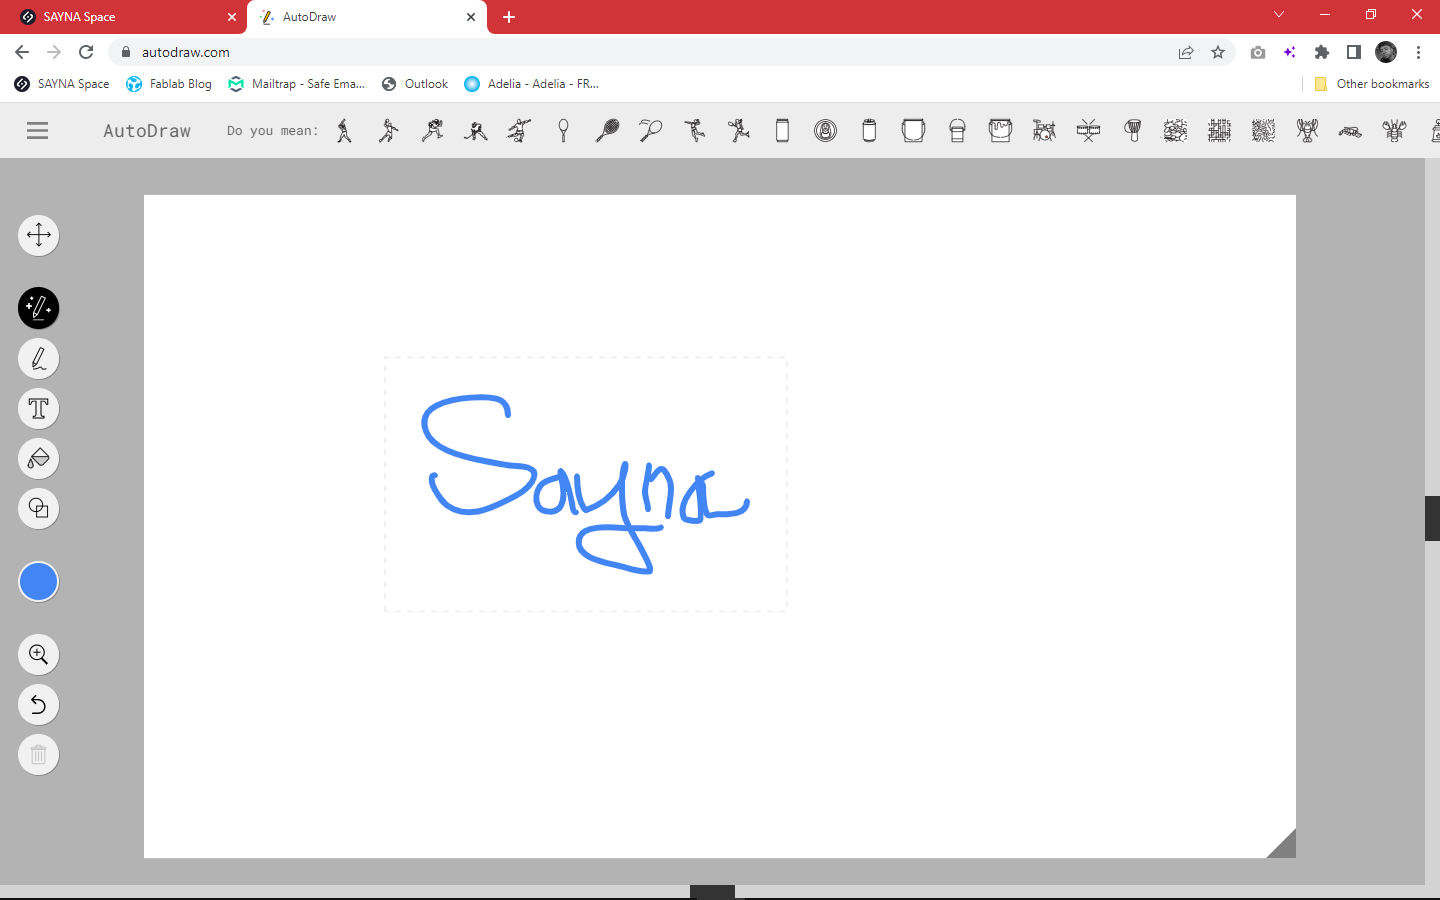 SAYNA Space
AutoDraw
autodraw.com
SAYNA Space
Fablab Blog
Mailtrap - Safe Ema...
Outlook
Adelia - Adelia - FR...
Other bookmarks
AutoDraw
Do you mean:
T
Sayna